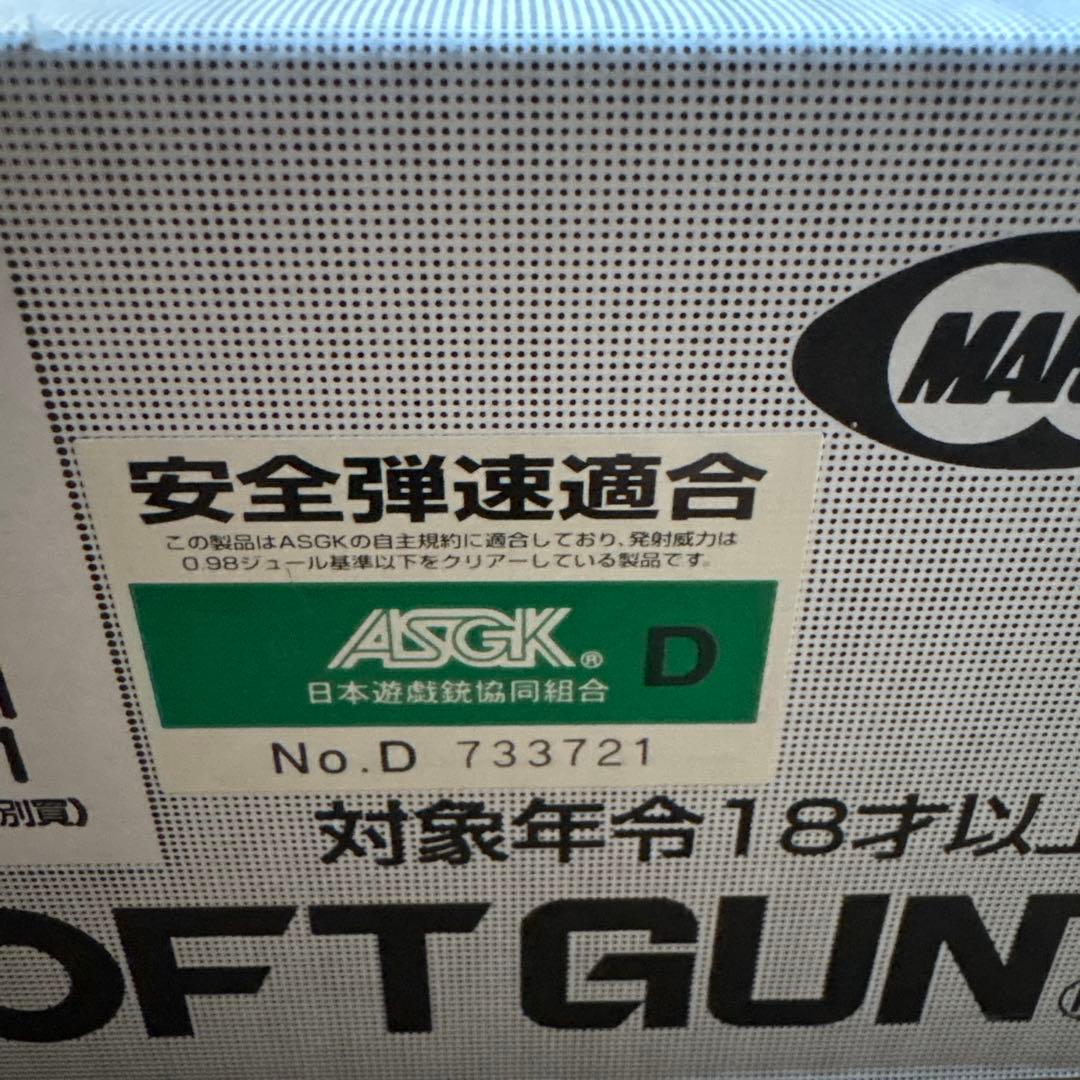 安全弾速適合
この製品はASGKの自主規約に適合しており、発射威力は
0.98ジュール基準以下をクリアーしている製品です。
ASGK® D
日本遊戯銃協同組合
No.D 733721
別買)
対象年令18才以上
OFT GUN